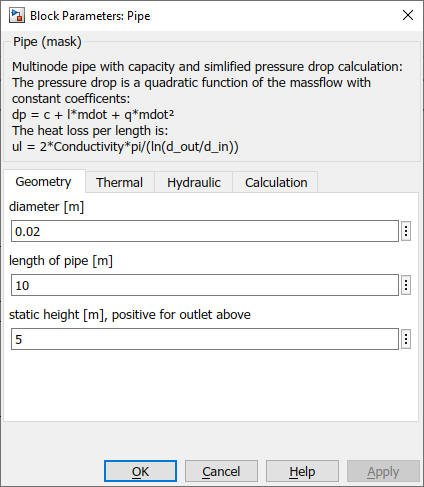 Block Parameters: Pipe
Pipe (mask)
Multinode pipe with capacity and simlified pressure drop calculation:
The pressure drop is a quadratic function of the massflow with
constant coefficents:
dp = c + l*mdot + q*mdot²
The heat loss per length is:
ul = 2*Conductivity*pi/(ln(d_out/d_in))
Geometry Thermal Hydraulic Calculation
diameter [m]
0.02
length of pipe [m]
10
static height [m], positive for outlet above
5
OK Cancel Help Apply